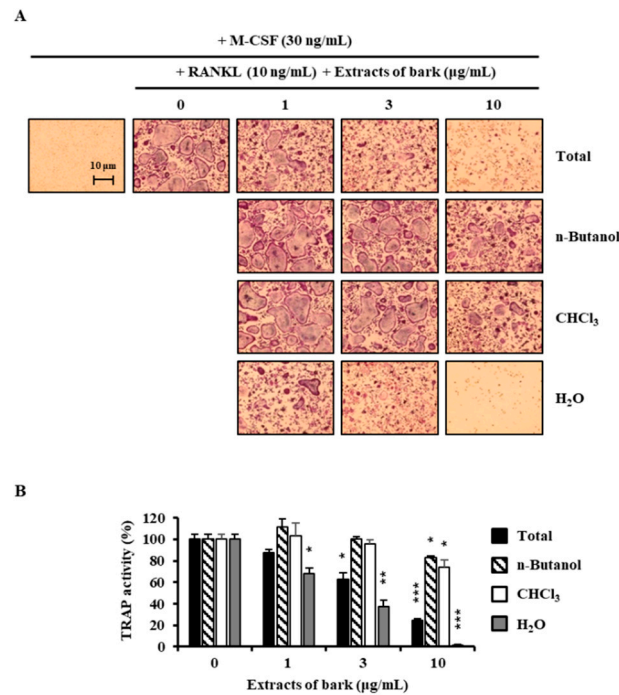 A
+ M-CSF (30 ng/mL)
+ RANKL (10 ng/mL) + Extracts of bark (µg/mL)
0 1 3 10
10 µm
Total
n-Butanol
CHCl₃
H₂O
B
TRAP activity (%)
120
100
80
60
40
20
0
* * ** *** * * ***
Total
n-Butanol
CHCl₃
H₂O
0 1 3 10
Extracts of bark (µg/mL)